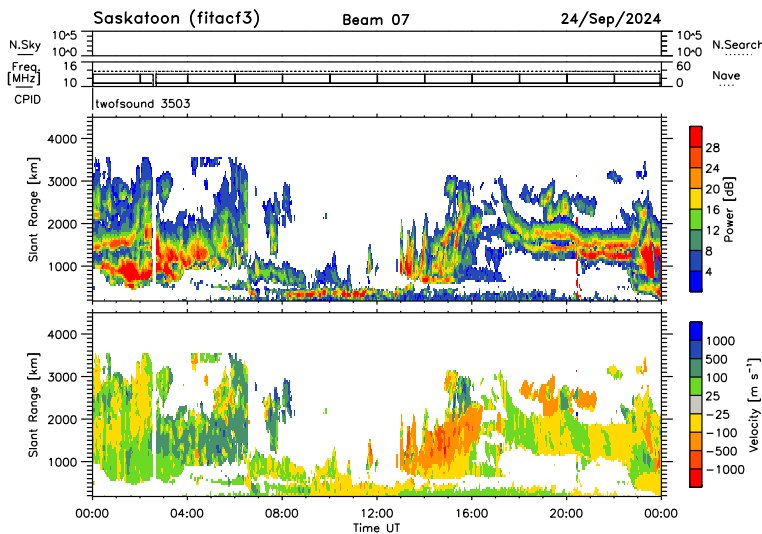 Saskatoon (fitacf3) Beam 07 24/Sep/2024
N.Sky 10^5 10^0 10^5 10^0 N.Search
Freq. [MHz] 16 10 60 0 Nave
CPID twofsound 3503
Slant Range [km] 4000 3000 2000 1000
Power [dB] 28 24 20 16 12 8 4
Slant Range [km] 4000 3000 2000 1000
Velocity [m s⁻¹] 1000 500 100 25 −25 −100 −500 −1000
00:00 04:00 08:00 12:00 16:00 20:00 00:00
Time UT